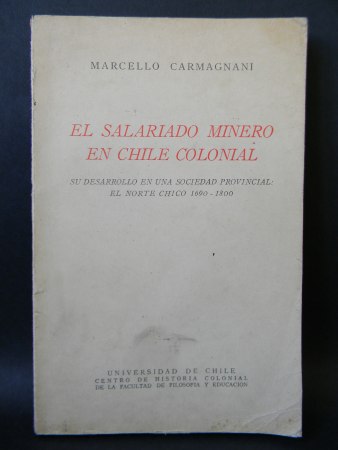 MARCELLO CARMAGNANI
EL SALARIADO MINERO
EN CHILE COLONIAL
SU DESARROLLO EN UNA SOCIEDAD PROVINCIAL:
EL NORTE CHICO 1690-1800
UNIVERSIDAD DE CHILE
CENTRO DE HISTORIA COLONIAL
DE LA FACULTAD DE FILOSOFIA Y EDUCACION